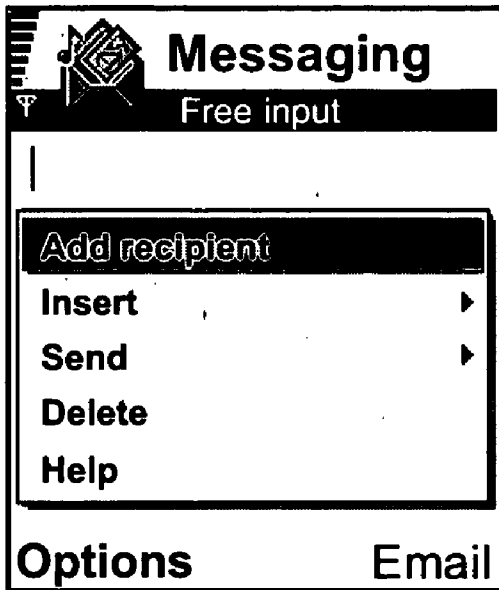 Messaging
Free input
Add recipient
Insert
Send
Delete
Help
Options Email